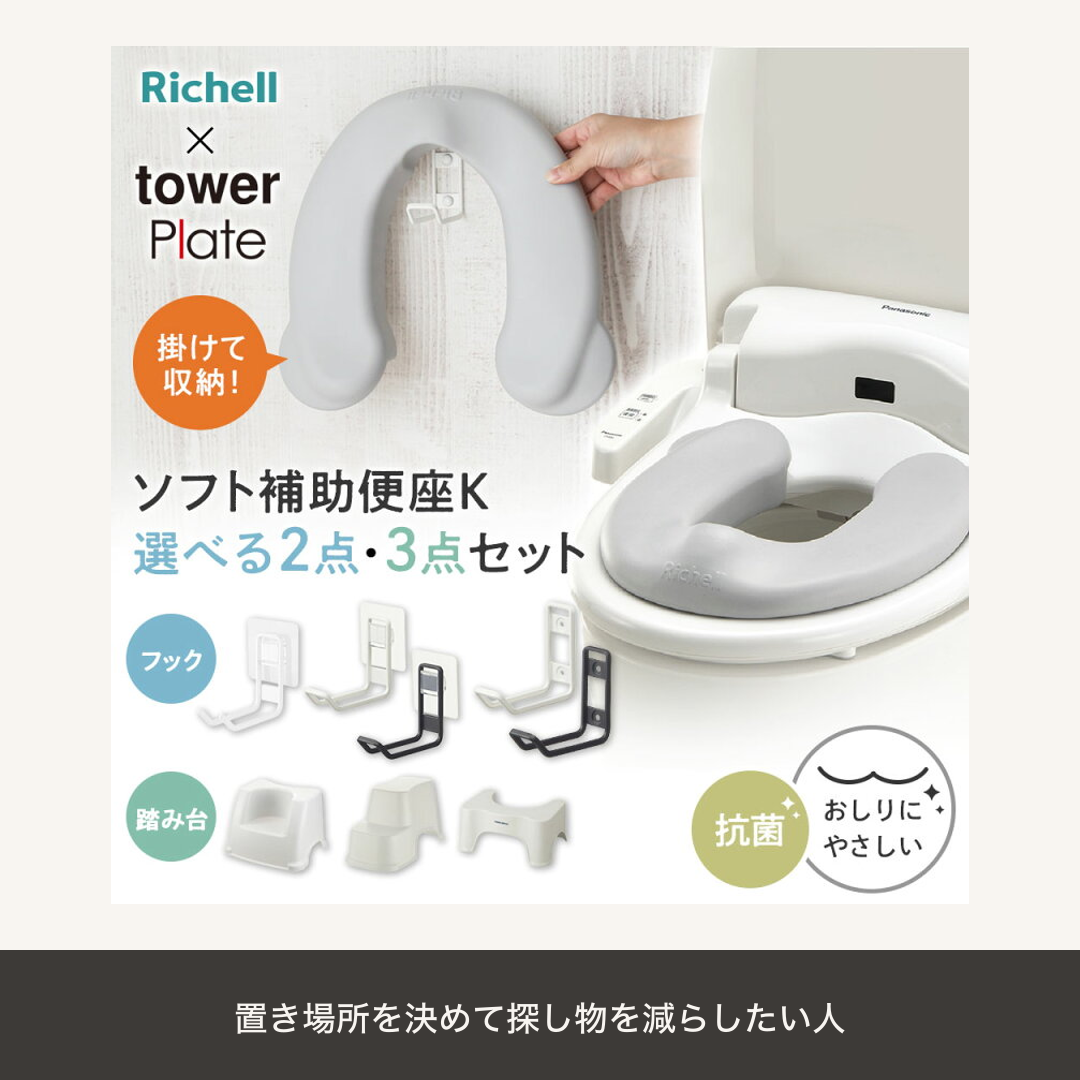 Richell
×
tower
Plate
掛けて
収納!
Panasonic
Panasonic
ソフト補助便座K
選べる2点・3点セット
Richell
フック
踏み台
抗菌
おしりに
やさしい
置き場所を決めて探し物を減らしたい人